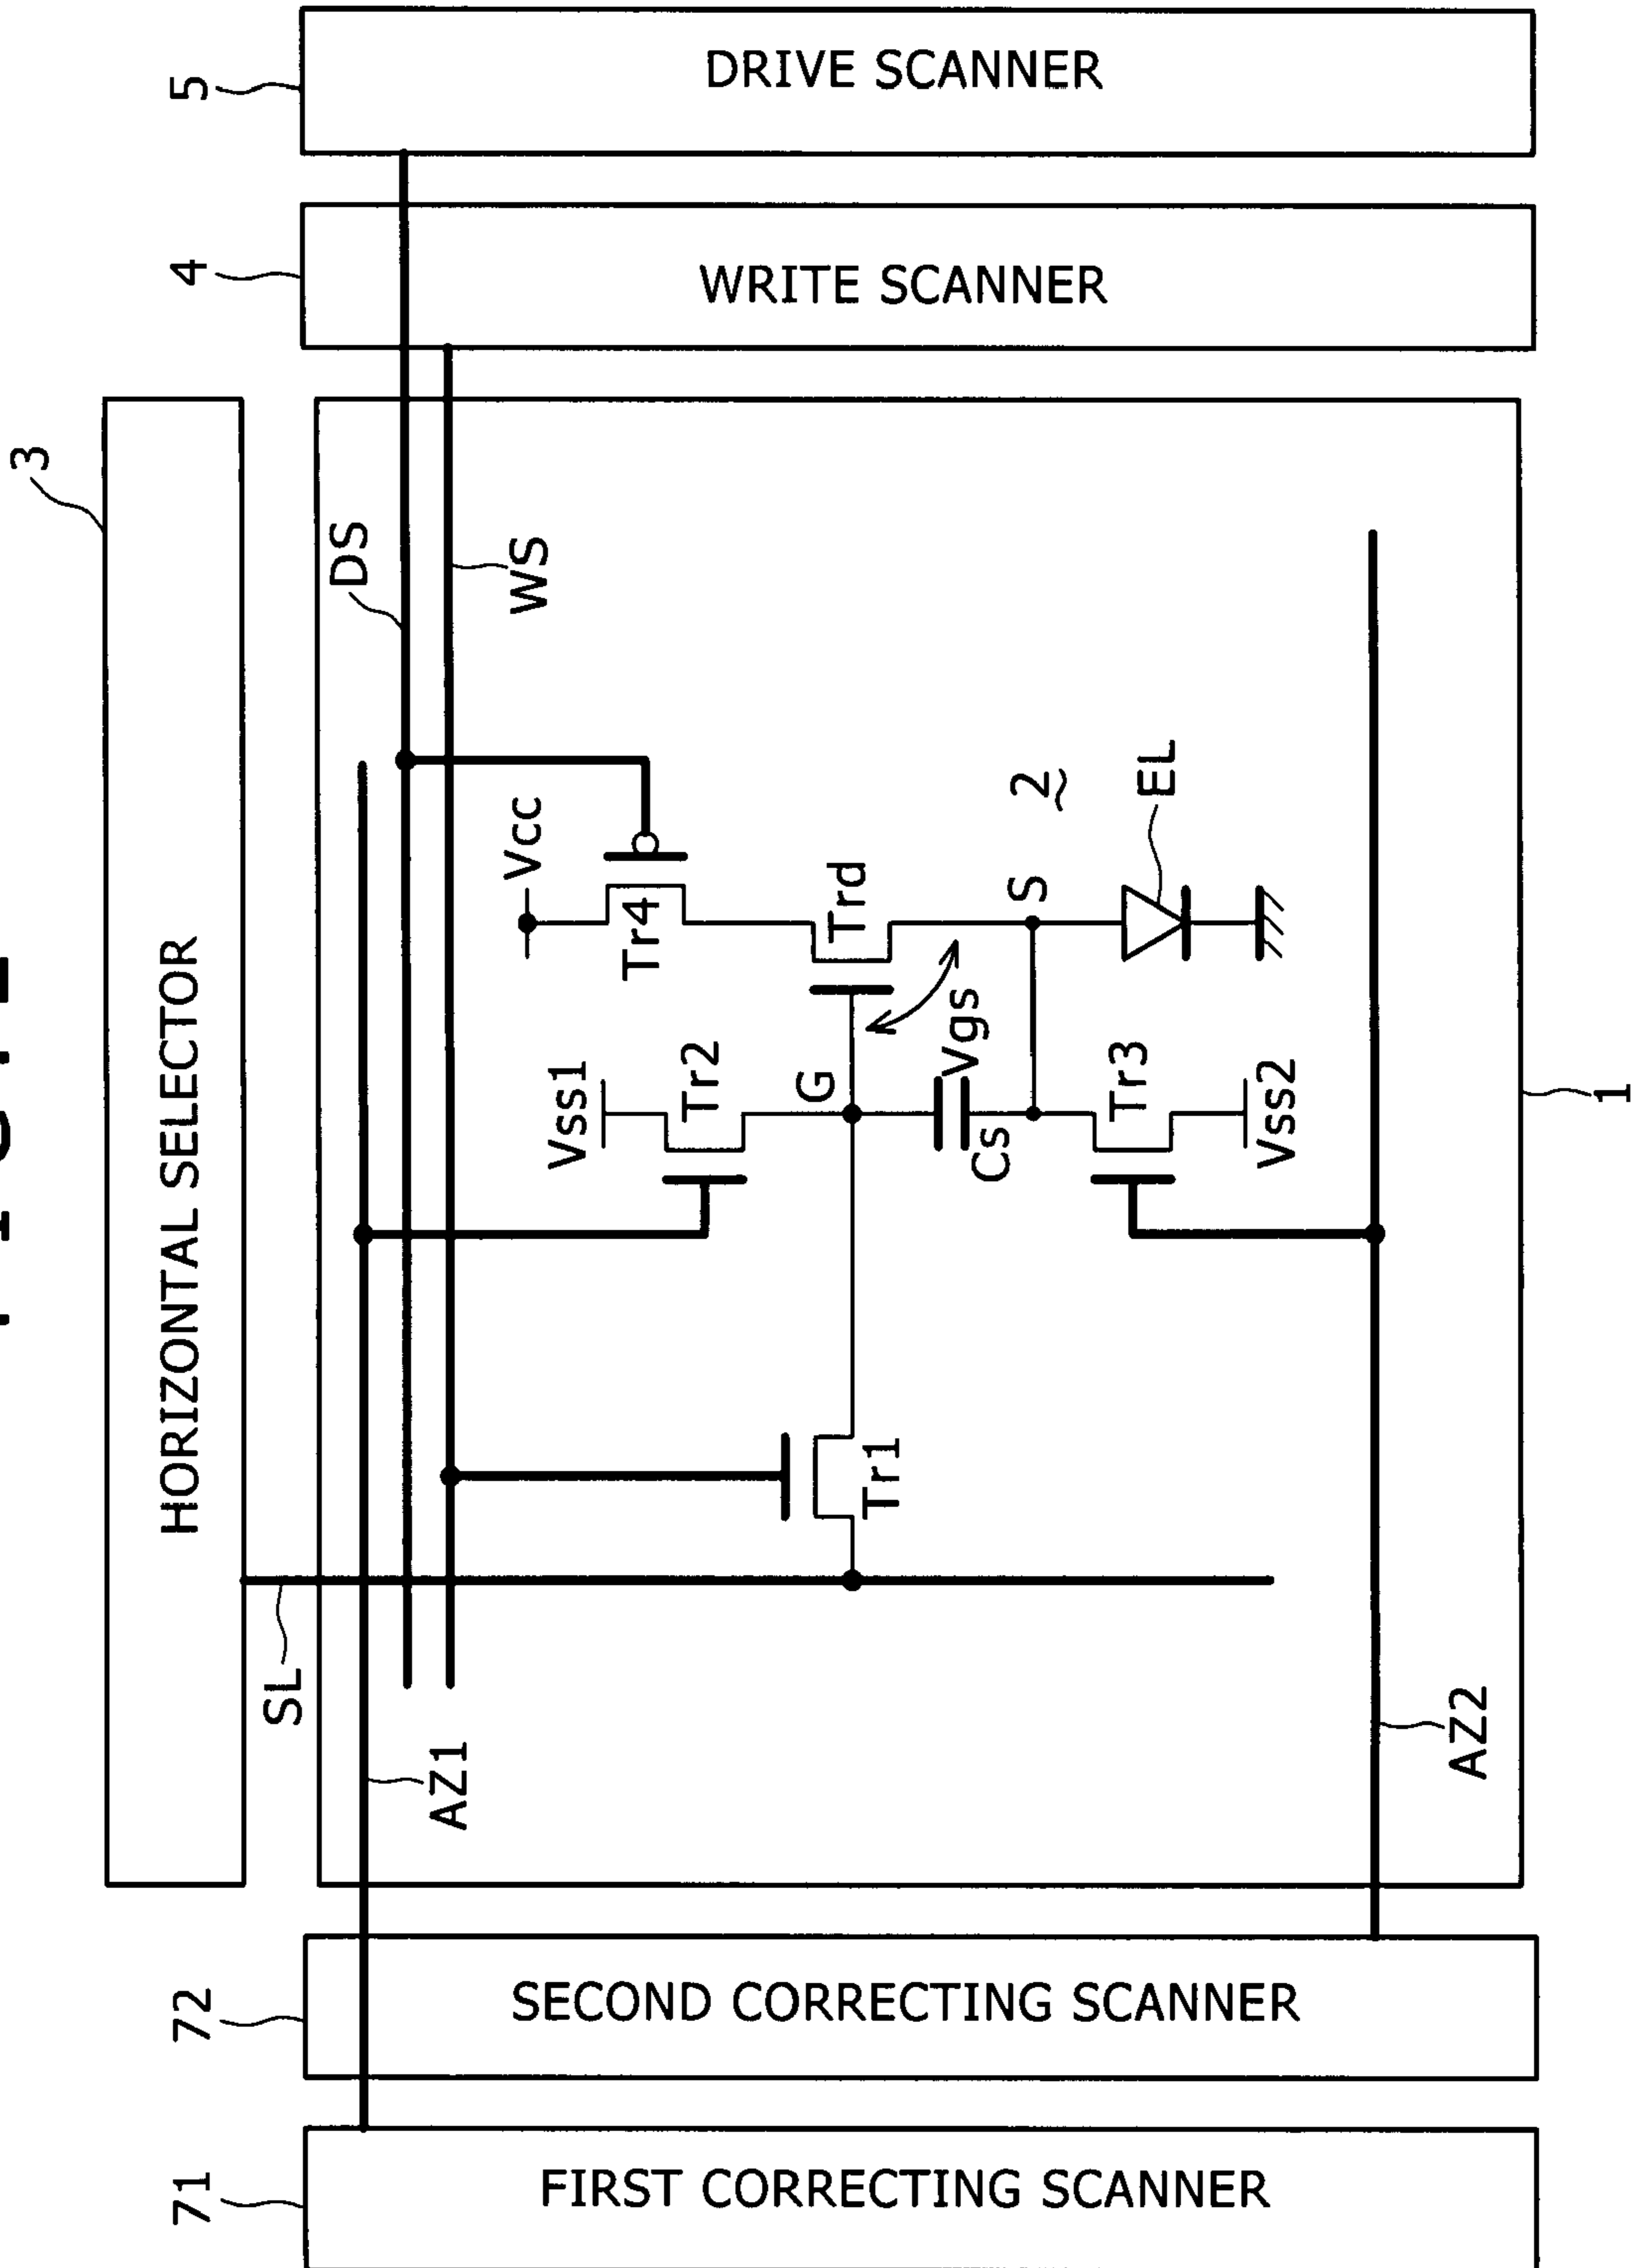 3
HORIZONTAL SELECTOR
71
72
4
5
SL
DS
AZ1
WS
Vcc
Vss1
Tr4
Tr2
G
Trd
Tr1
Vgs
Cs
S
2
Tr3
EL
Vss2
AZ2
FIRST CORRECTING SCANNER
SECOND CORRECTING SCANNER
WRITE SCANNER
DRIVE SCANNER
1